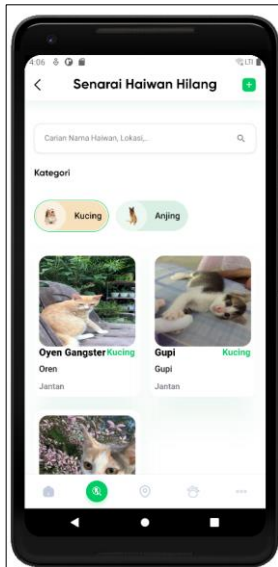 4:06
LTE
Senarai Haiwan Hilang
Carian Nama Haiwan, Lokasi,..
Kategori
Kucing
Anjing
Oyen Gangster Kucing
Oren
Jantan
Gupi Kucing
Gupi
Jantan